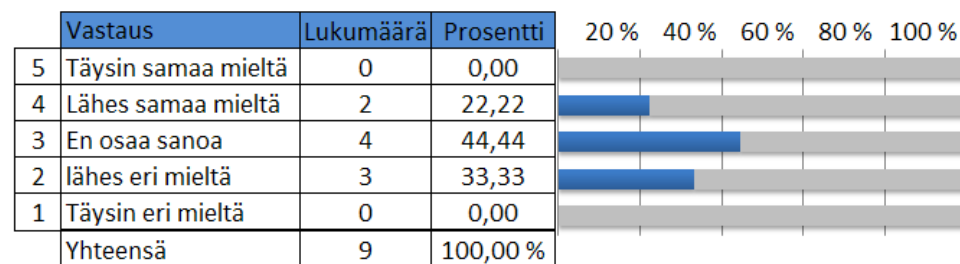 Vastaus Lukumäärä Prosentti 20 % 40 % 60 % 80 % 100 %
5 Täysin samaa mieltä 0 0,00
4 Lähes samaa mieltä 2 22,22
3 En osaa sanoa 4 44,44
2 lähes eri mieltä 3 33,33
1 Täysin eri mieltä 0 0,00
Yhteensä 9 100,00 %